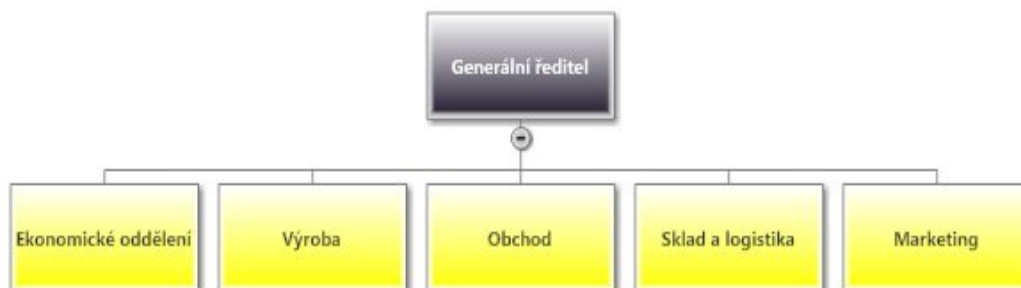 Generální ředitel
Ekonomické oddělení
Výroba
Obchod
Sklad a logistika
Marketing